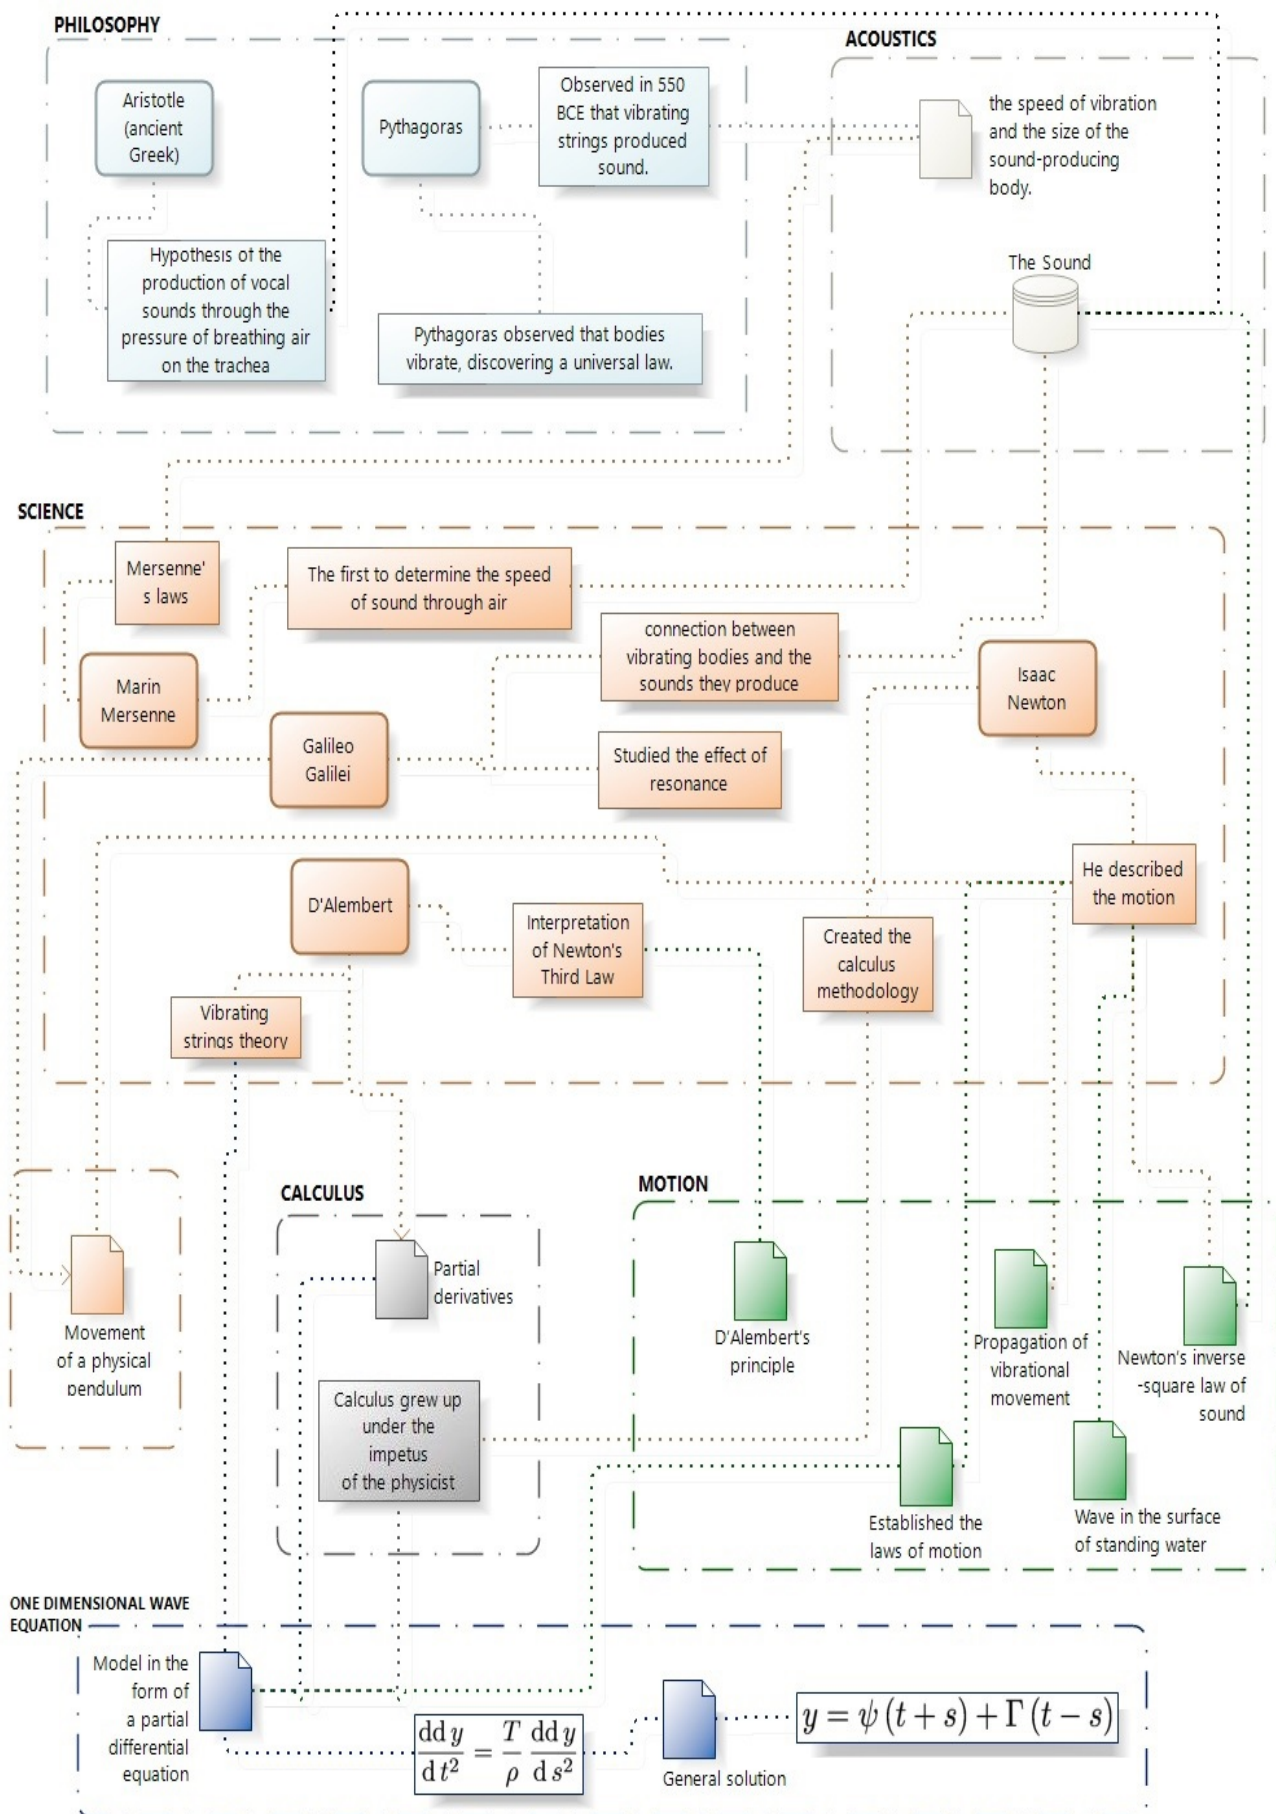 PHILOSOPHY
ACOUSTICS
Aristotle
(ancient
Greek)
Pythagoras
Observed in 550
BCE that vibrating
strings produced
sound.
the speed of vibration
and the size of the
sound-producing
body.
Hypothesis of the
production of vocal
sounds through the
pressure of breathing air
on the trachea
Pythagoras observed that bodies
vibrate, discovering a universal law.
The Sound
SCIENCE
Mersenne'
s laws
The first to determine the speed
of sound through air
connection between
vibrating bodies and the
sounds they produce
Marin
Mersenne
Isaac
Newton
Galileo
Galilei
Studied the effect of
resonance
He described
the motion
D'Alembert
Interpretation
of Newton's
Third Law
Created the
calculus
methodology
Vibrating
strings theory
CALCULUS
MOTION
Movement
of a physical
pendulum
Partial
derivatives
D'Alembert's
principle
Propagation of
vibrational
movement
Newton's inverse
-square law of
sound
Calculus grew up
under the
impetus
of the physicist
Established the
laws of motion
Wave in the surface
of standing water
ONE DIMENSIONAL WAVE
EQUATION
Model in the
form of
a partial
differential
equation
dd y / d t² = T / ρ dd y / d s²
General solution
y = ψ (t + s) + Γ (t − s)